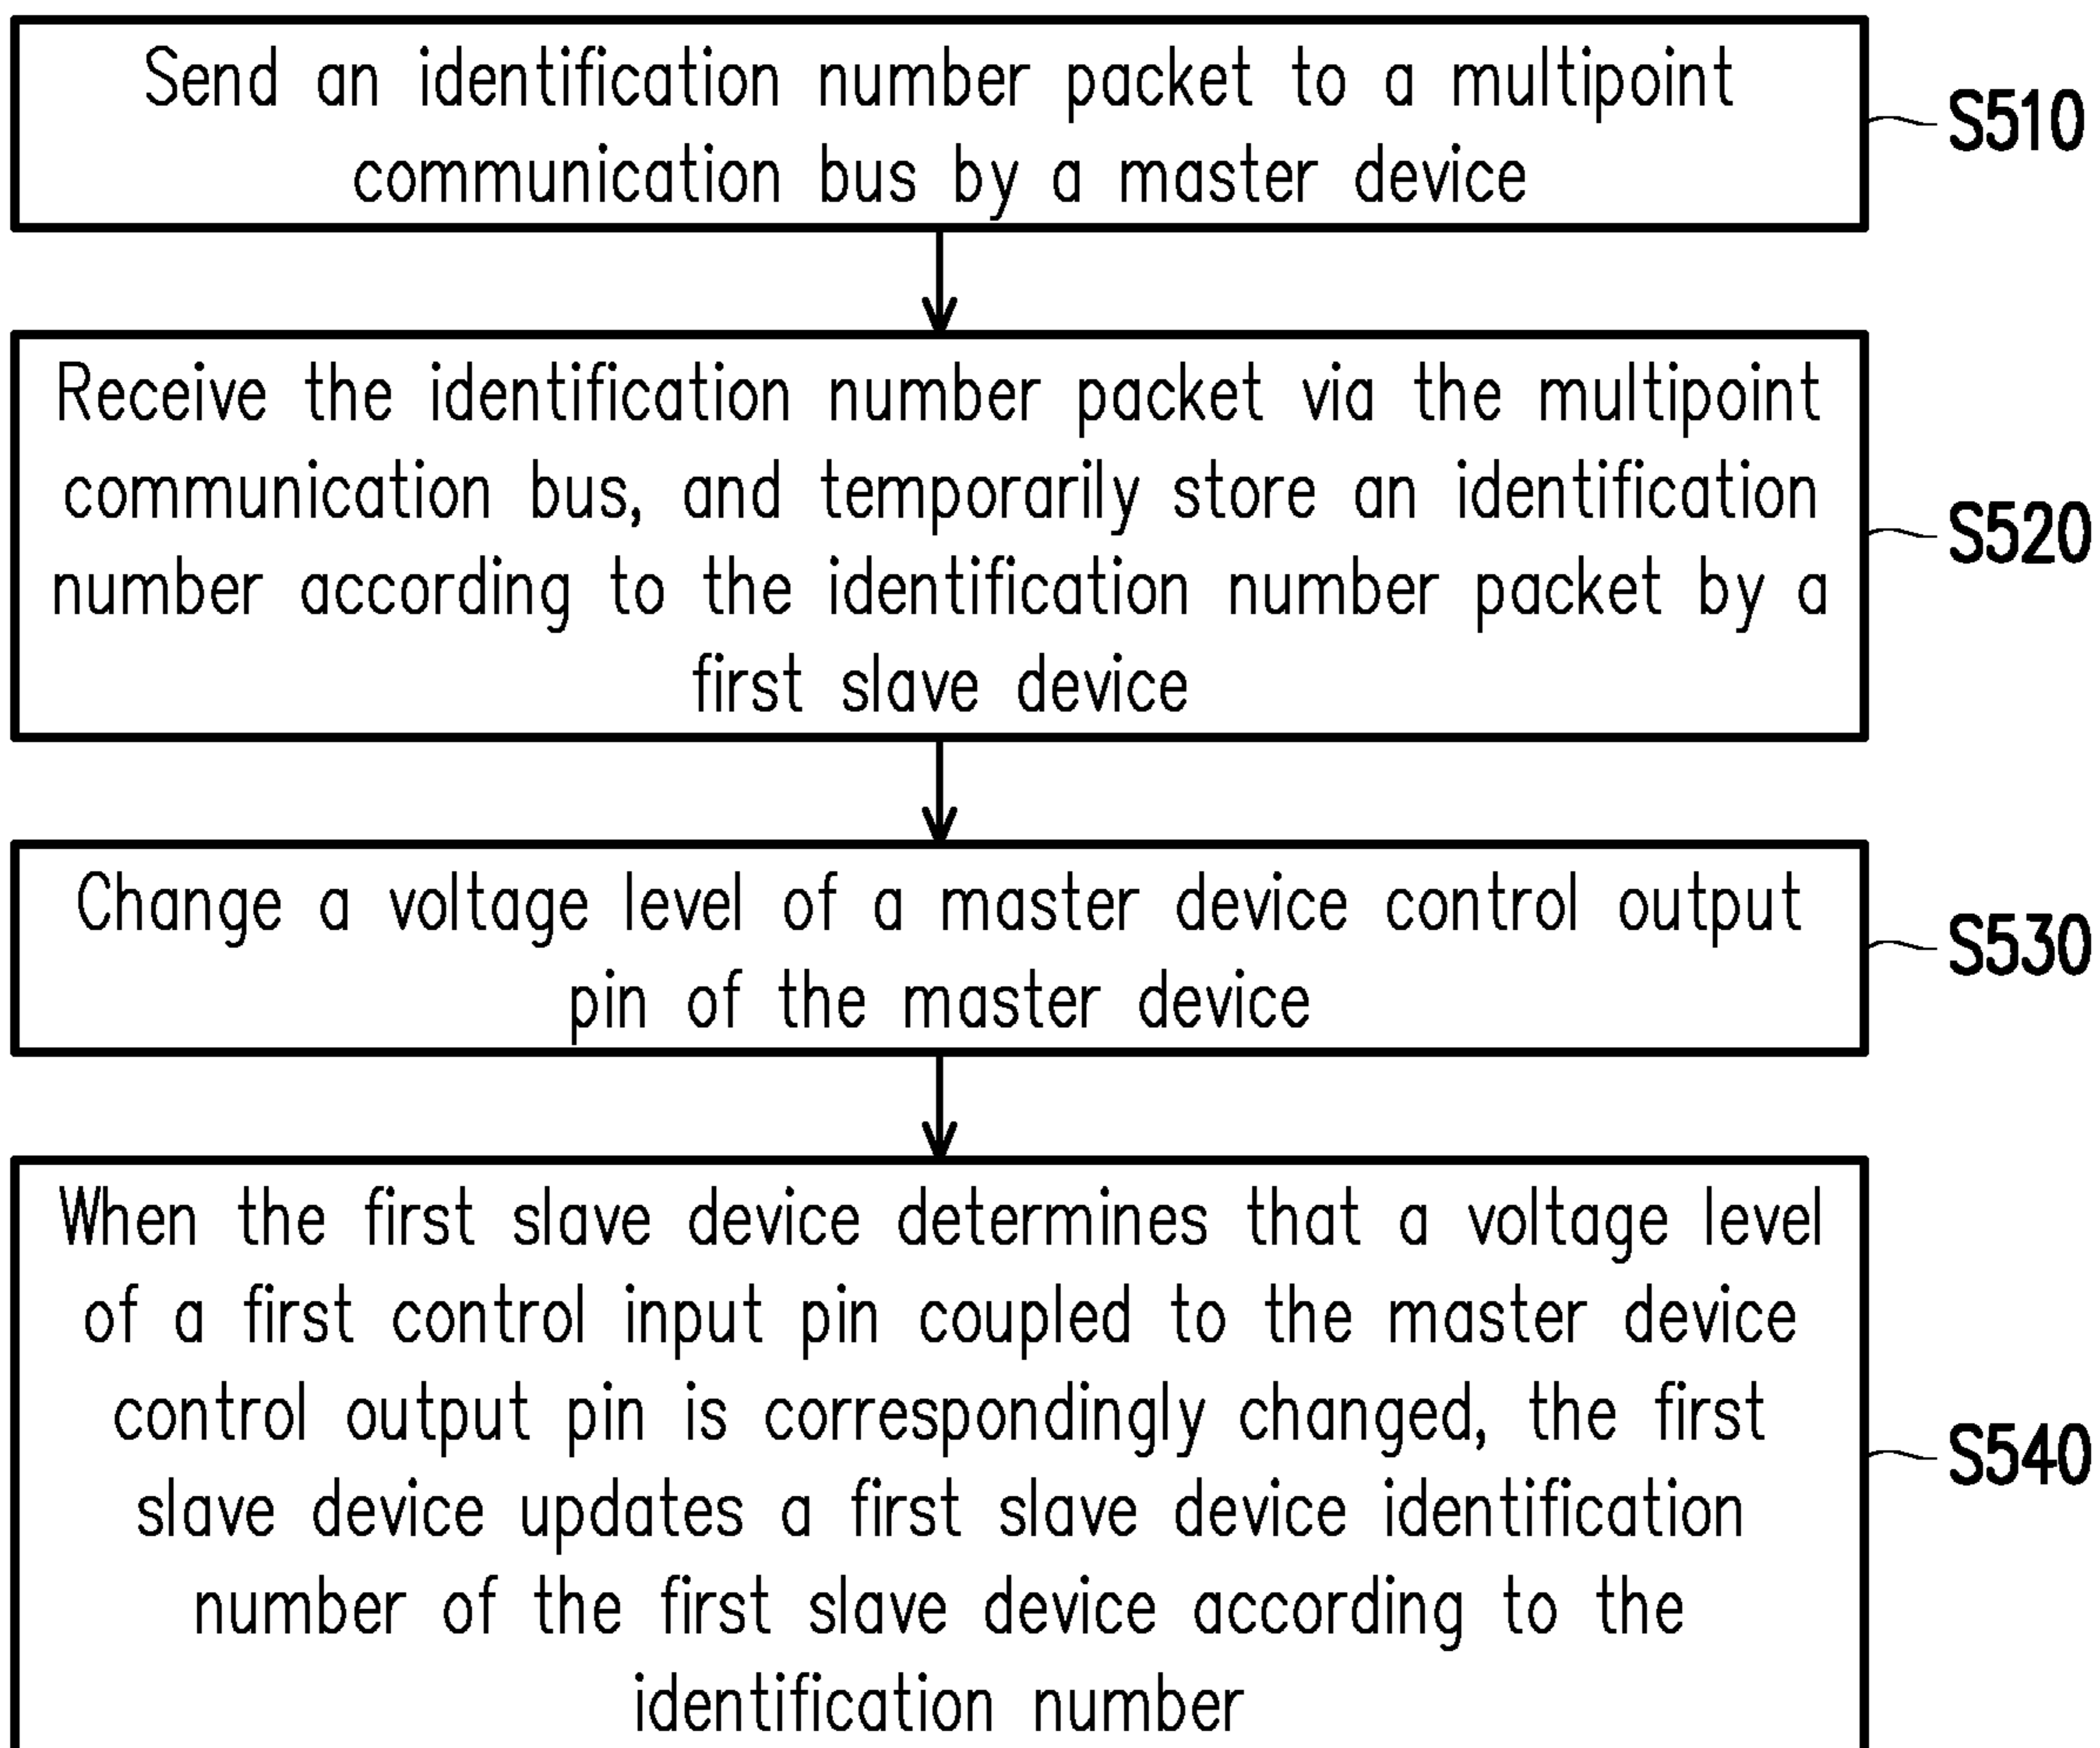 Send an identification number packet to a multipoint
communication bus by a master device
S510
Receive the identification number packet via the multipoint
communication bus, and temporarily store an identification
number according to the identification number packet by a
first slave device
S520
Change a voltage level of a master device control output
pin of the master device
S530
When the first slave device determines that a voltage level
of a first control input pin coupled to the master device
control output pin is correspondingly changed, the first
slave device updates a first slave device identification
number of the first slave device according to the
identification number
S540